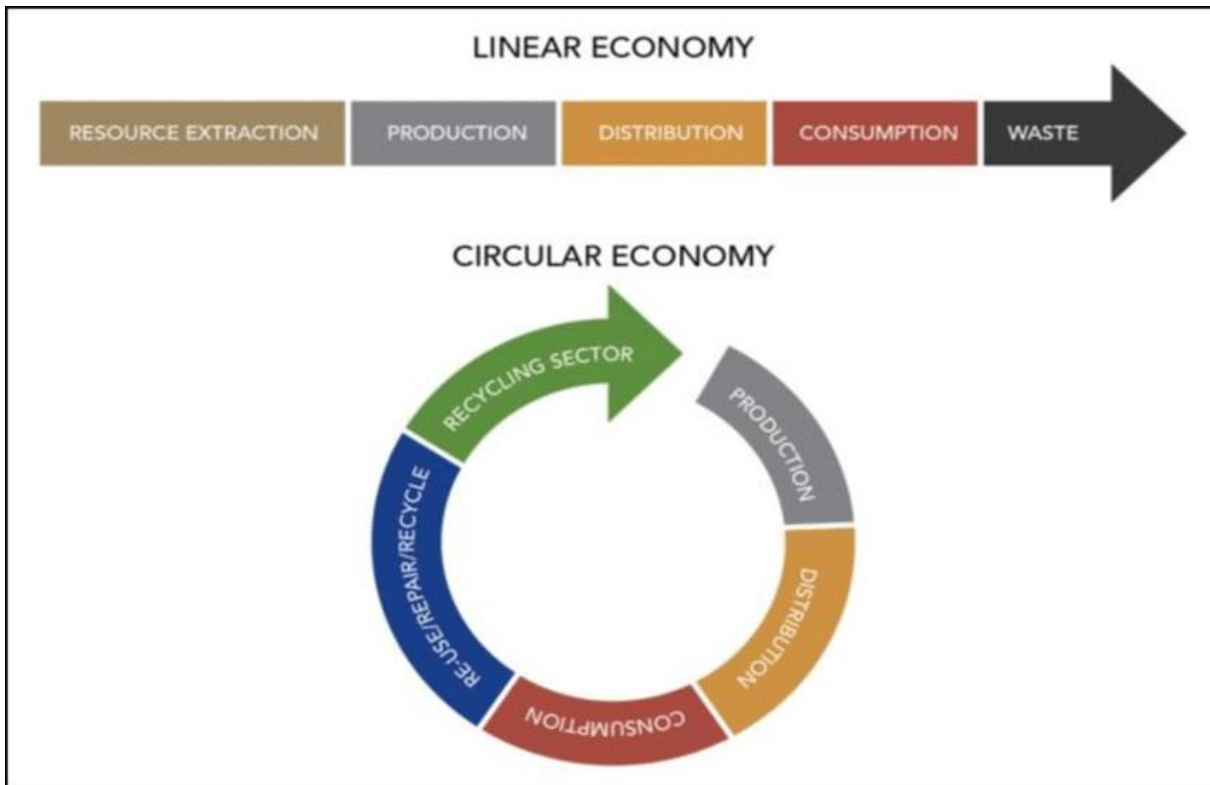 LINEAR ECONOMY
RESOURCE EXTRACTION
PRODUCTION
DISTRIBUTION
CONSUMPTION
WASTE
CIRCULAR ECONOMY
RECYCLING SECTOR
PRODUCTION
DISTRIBUTION
CONSUMPTION
RE-USE/REPAIR/RECYCLE